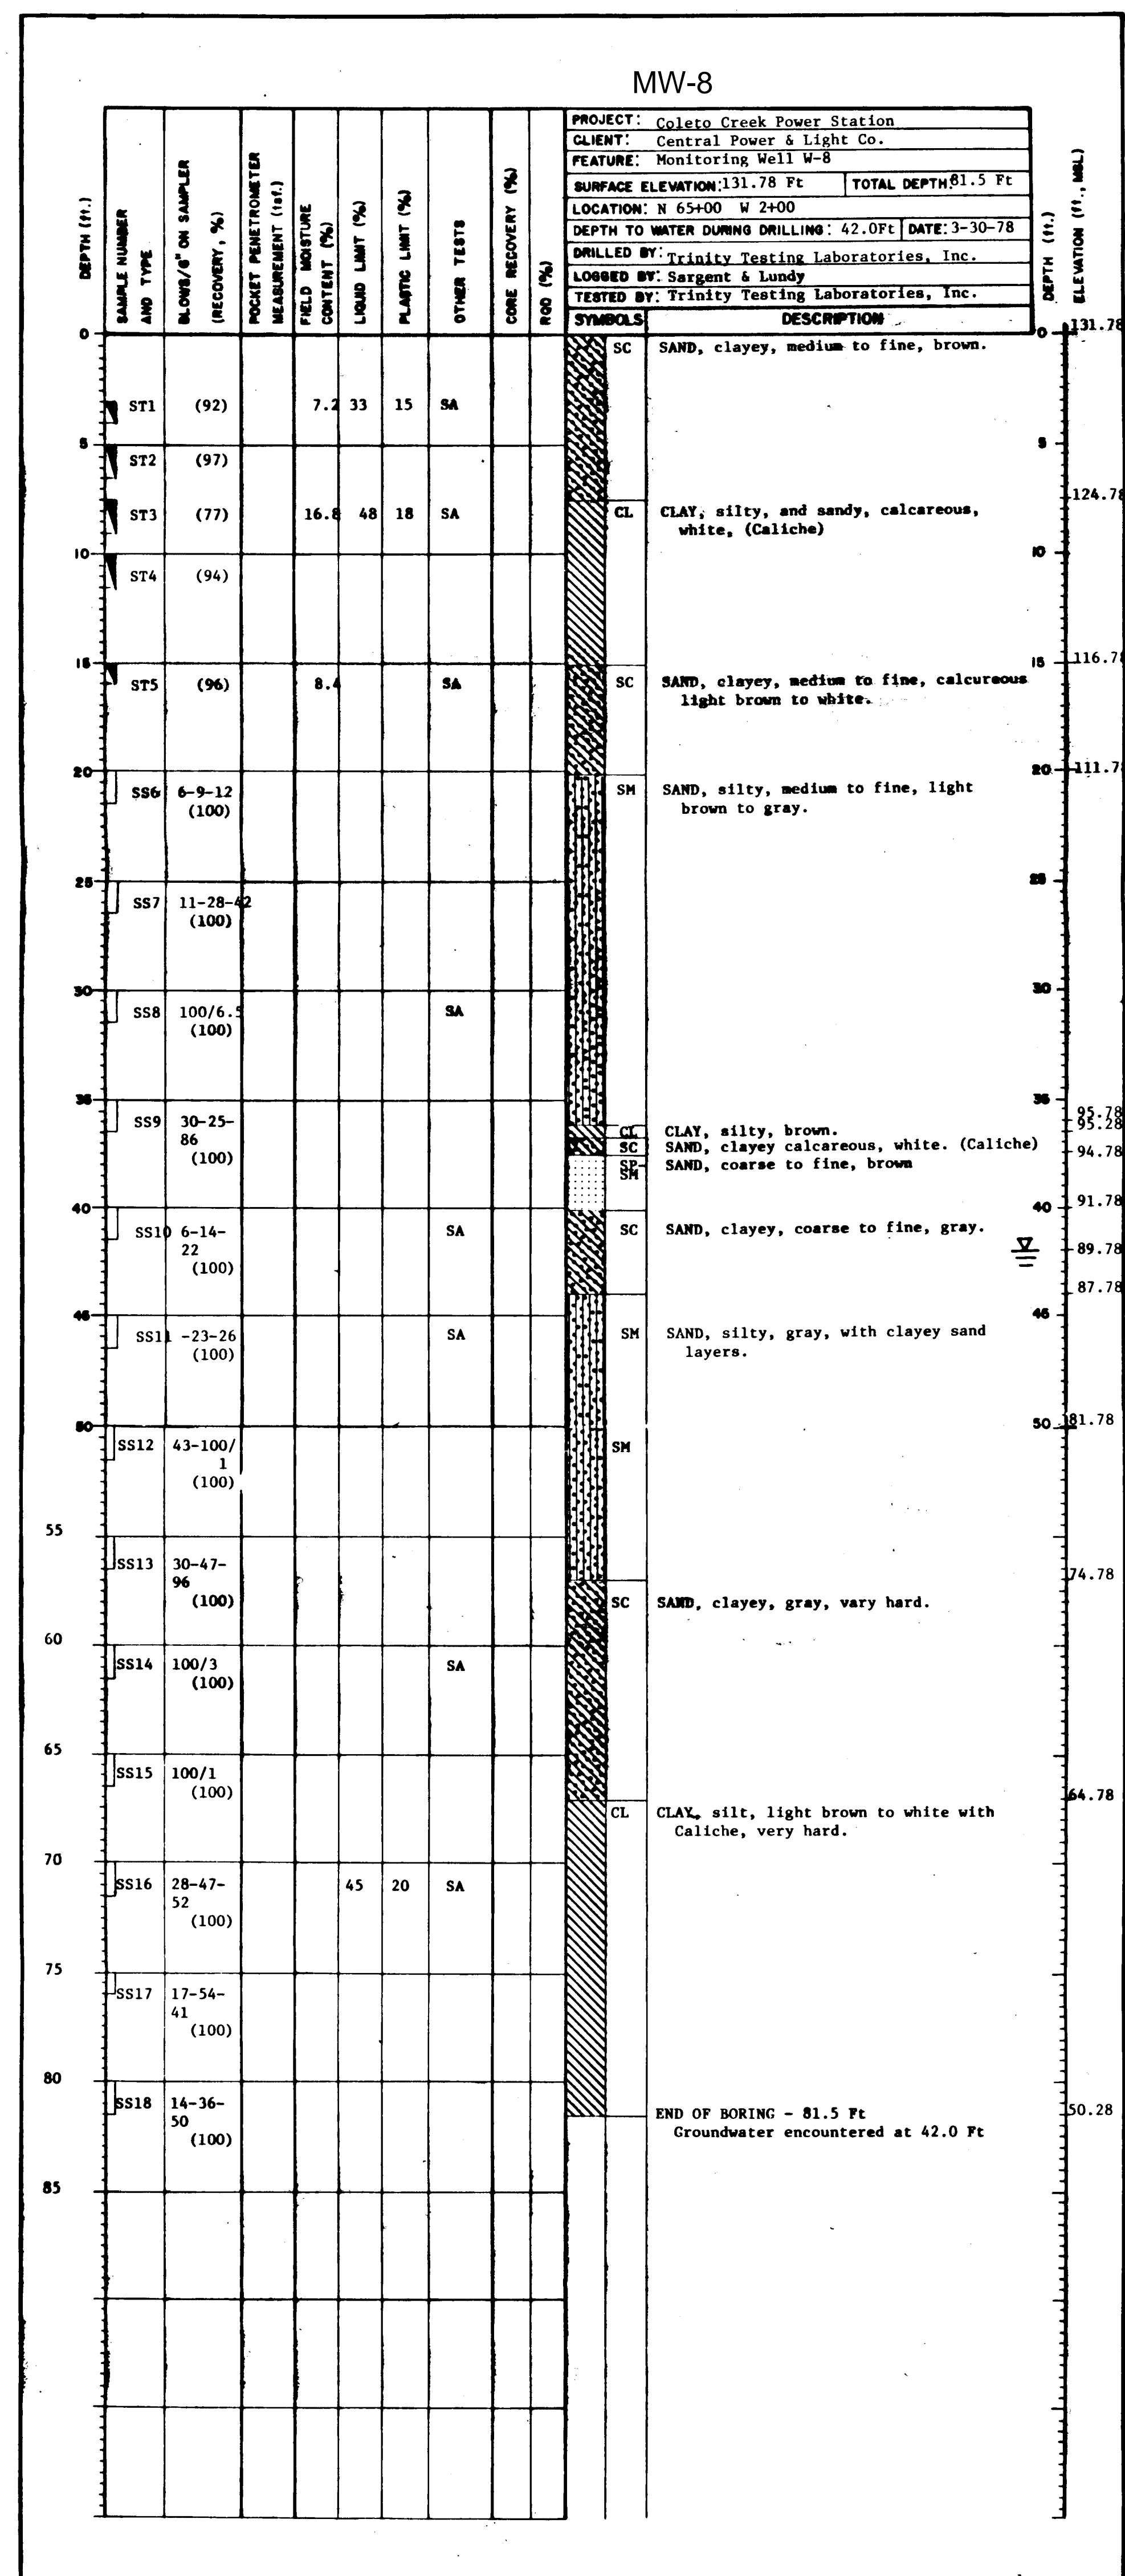 MW-8
PROJECT: Coleto Creek Power Station
CLIENT: Central Power & Light Co.
FEATURE: Monitoring Well W-8
SURFACE ELEVATION: 131.78 Ft TOTAL DEPTH: 81.5 Ft
LOCATION: N 65+00 W 2+00
DEPTH TO WATER DURING DRILLING: 42.0Ft DATE: 3-30-78
DRILLED BY: Trinity Testing Laboratories, Inc.
LOGGED BY: Sargent & Lundy
TESTED BY: Trinity Testing Laboratories, Inc.
DEPTH (ft.)
SAMPLE NUMBER
AND TYPE
BLOWS/6" ON SAMPLER
(RECOVERY, %)
POCKET PENETROMETER
MEASUREMENT (tsf.)
FIELD MOISTURE
CONTENT (%)
LIQUID LIMIT (%)
PLASTIC LIMIT (%)
OTHER TESTS
CORE RECOVERY (%)
RQD (%)
SYMBOLS DESCRIPTION
DEPTH (ft.)
ELEVATION (ft., MSL)
0 0 131.78
SC SAND, clayey, medium to fine, brown.
ST1 (92) 7.2 33 15 SA
5 5
ST2 (97)
124.78
ST3 (77) 16.8 48 18 SA CL CLAY, silty, and sandy, calcareous,
white, (Caliche)
10 10
ST4 (94)
15 15 116.78
ST5 (96) 8.4 SA SC SAND, clayey, medium to fine, calcureous
light brown to white.
20 20 111.78
SS6 6-9-12 SM SAND, silty, medium to fine, light
(100) brown to gray.
25 25
SS7 11-28-42
(100)
30 30
SS8 100/6.5 SA
(100)
35 35
95.78
SS9 30-25- 95.28
86 CL CLAY, silty, brown.
SC SAND, clayey calcareous, white. (Caliche) 94.78
(100) SP- SAND, coarse to fine, brown
SM
40 40 91.78
SS10 6-14- SA SC SAND, clayey, coarse to fine, gray.
22 89.78
(100)
87.78
45 45
SS11 -23-26 SA SM SAND, silty, gray, with clayey sand
(100) layers.
50 50 81.78
SS12 43-100/ SM
1
(100)
55
SS13 30-47-
96 74.78
(100) SC SAND, clayey, gray, vary hard.
60
SS14 100/3 SA
(100)
65
SS15 100/1
(100) 64.78
CL CLAY, silt, light brown to white with
Caliche, very hard.
70
SS16 28-47- 45 20 SA
52
(100)
75
SS17 17-54-
41
(100)
80
SS18 14-36- END OF BORING - 81.5 Ft 50.28
50 Groundwater encountered at 42.0 Ft
(100)
85